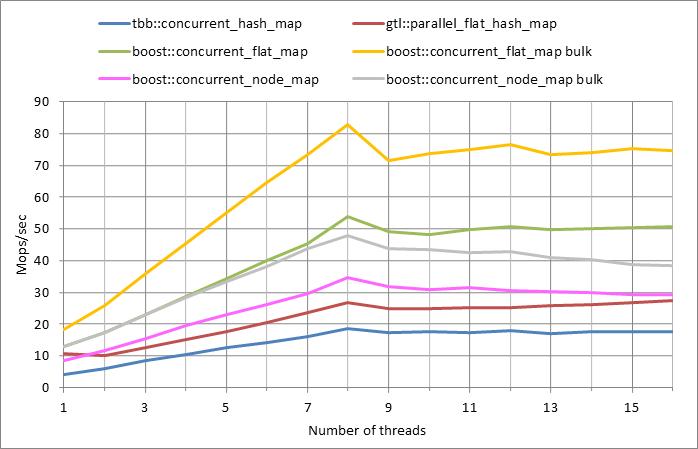 tbb::concurrent_hash_map gtl::parallel_flat_hash_map
boost::concurrent_flat_map boost::concurrent_flat_map bulk
boost::concurrent_node_map boost::concurrent_node_map bulk
90
80
70
60
50
40
30
20
10
0
Mops/sec
1 3 5 7 9 11 13 15
Number of threads